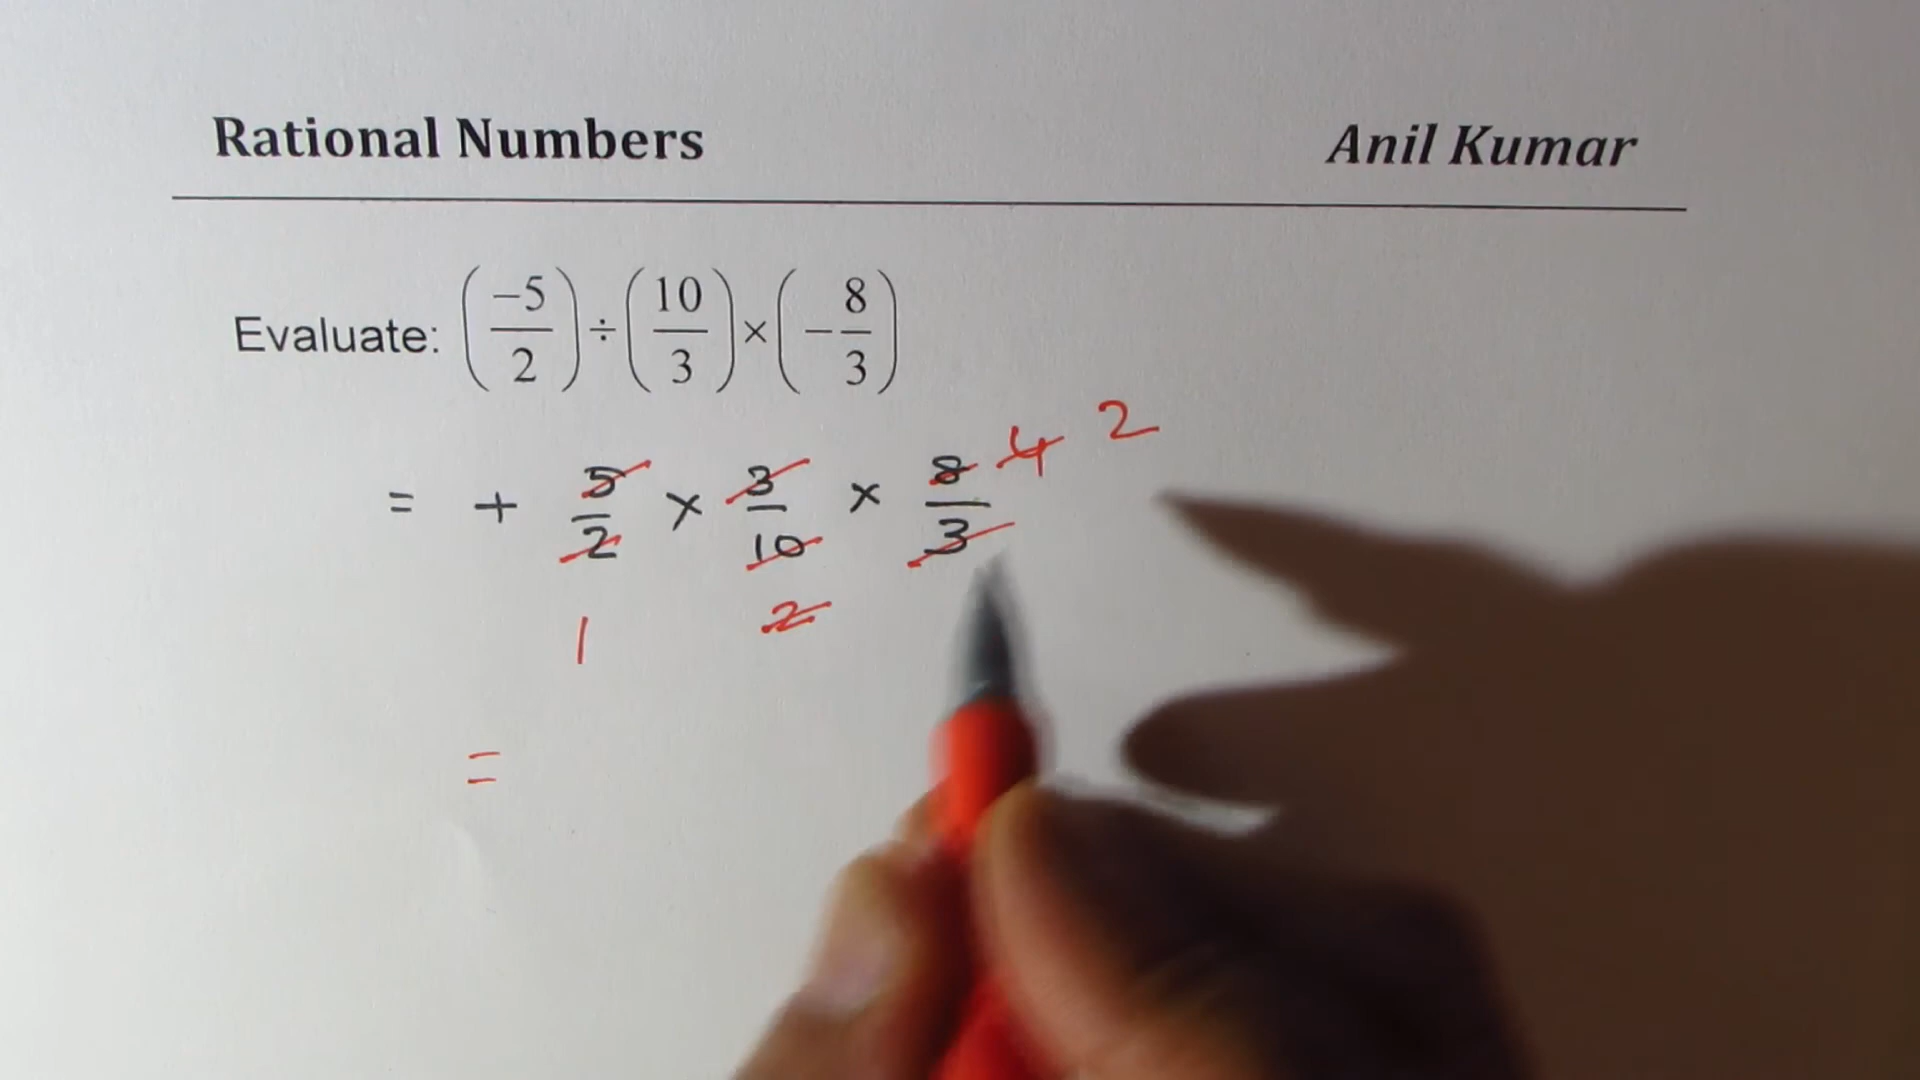 Rational Numbers Anil Kumar
Evaluate: (-5/2) ÷ (10/3) × (-8/3)
= + 5/2 × 3/10 × 8/3 4 2
1 2
=